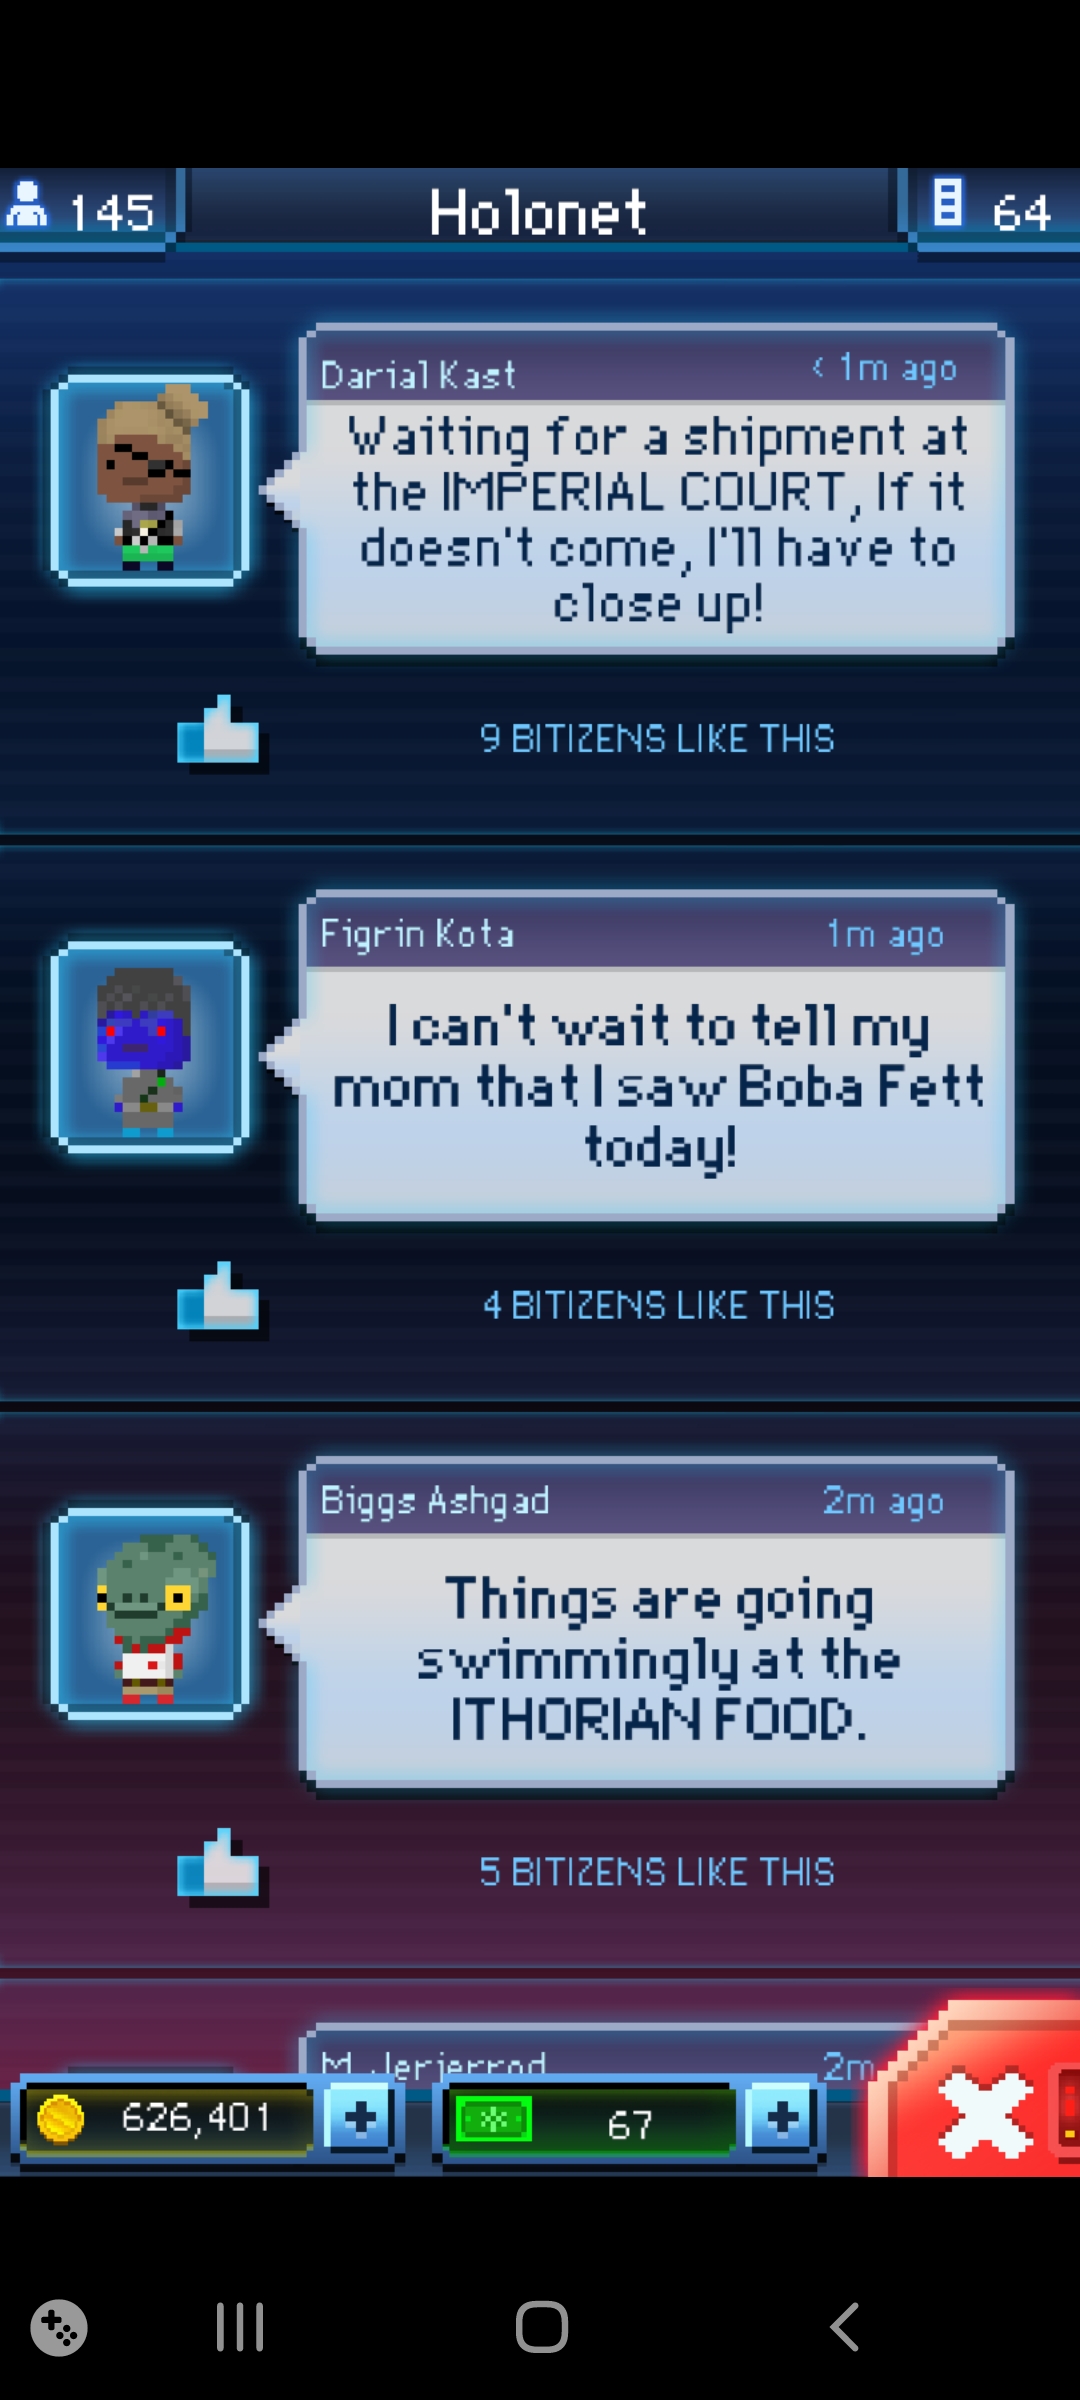 145
Holonet
64
Darial Kast
< 1m ago
Waiting for a shipment at
the IMPERIAL COURT, If it
doesn't come, I'll have to
close up!
9 BITIZENS LIKE THIS
Figrin Kota
1m ago
I can't wait to tell my
mom that I saw Boba Fett
today!
4 BITIZENS LIKE THIS
Biggs Ashgad
2m ago
Things are going
swimmingly at the
ITHORIAN FOOD.
5 BITIZENS LIKE THIS
M. Jerjerrod
2m
626,401
67